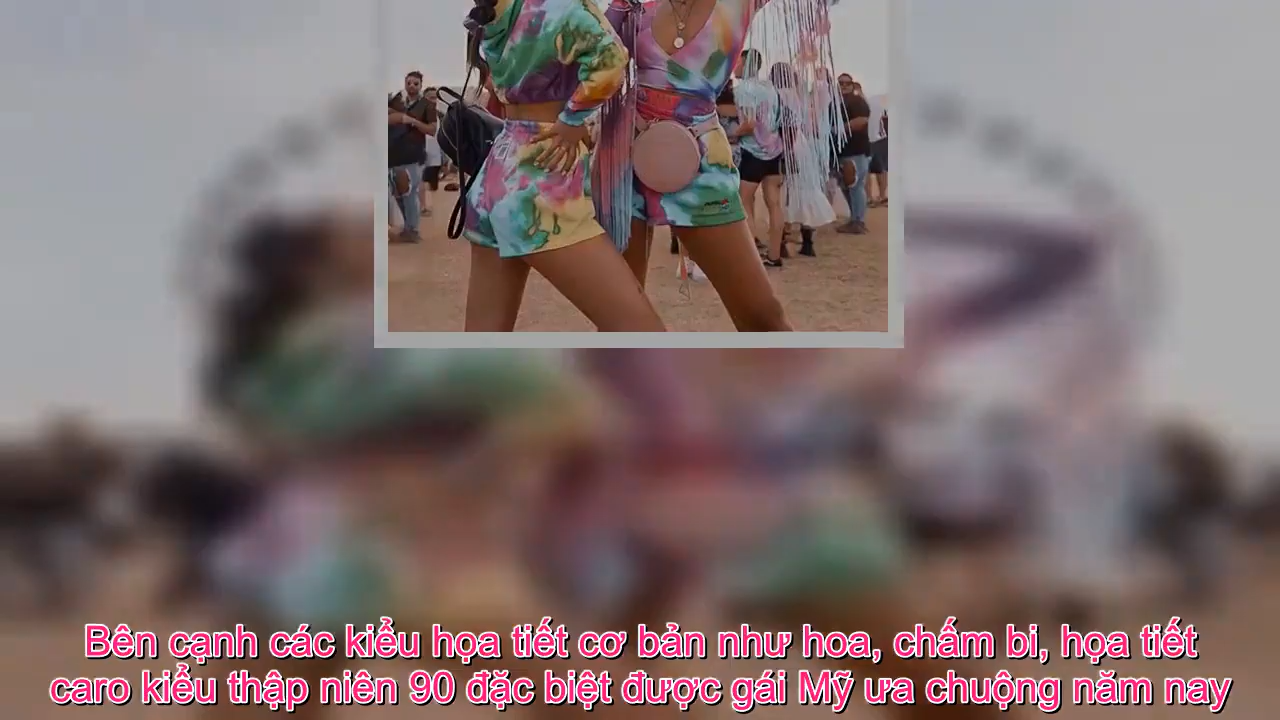 Bên cạnh các kiểu họa tiết cơ bản như hoa, chấm bi, họa tiết
caro kiểu thập niên 90 đặc biệt được gái Mỹ ưa chuộng năm nay